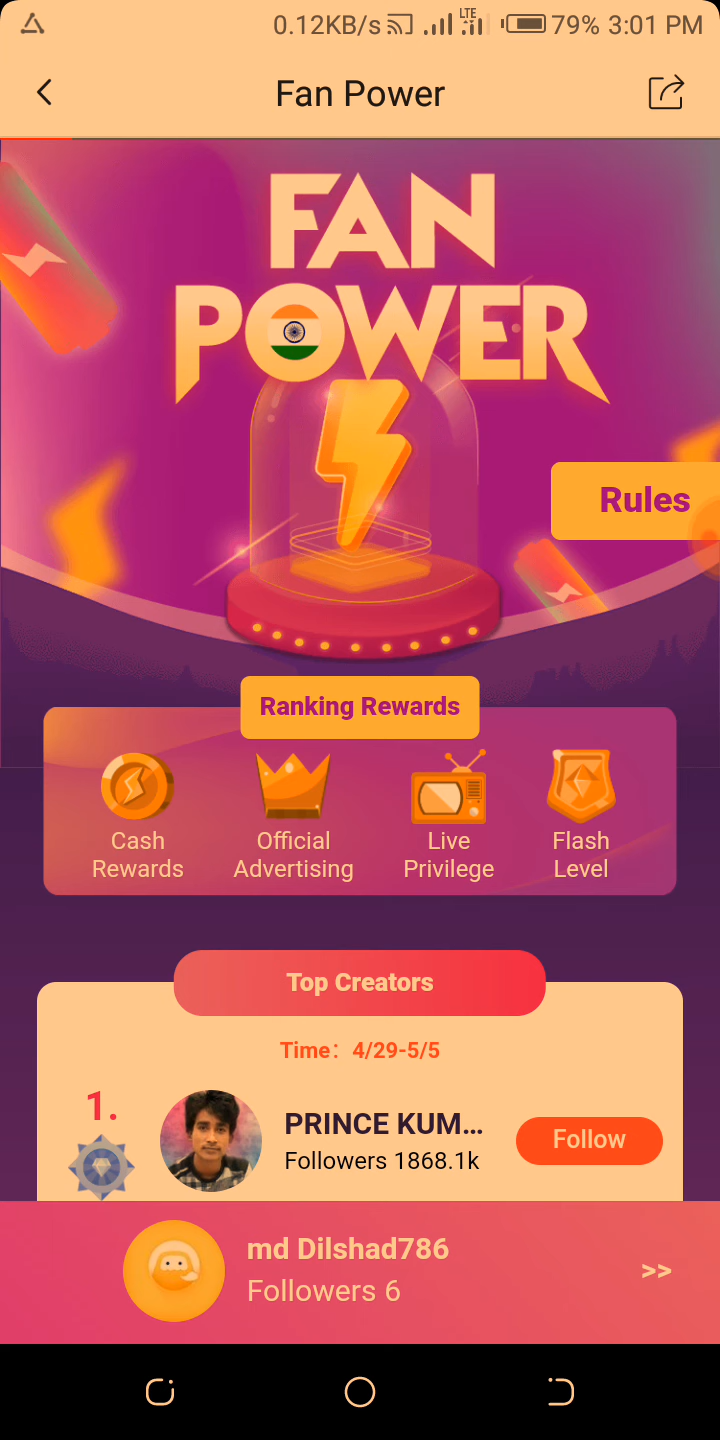 0.12KB/s LTE 79% 3:01 PM
Fan Power
FAN
POWER
Rules
Ranking Rewards
Cash Rewards
Official Advertising
Live Privilege
Flash Level
Top Creators
Time: 4/29-5/5
1.
PRINCE KUM...
Followers 1868.1k
Follow
md Dilshad786
Followers 6
>>